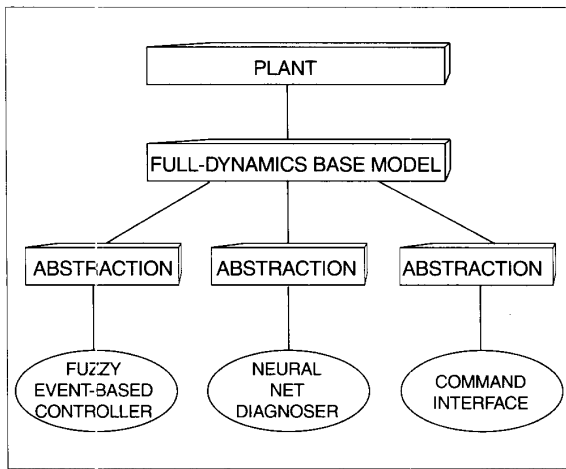 PLANT
FULL-DYNAMICS BASE MODEL
ABSTRACTION
ABSTRACTION
ABSTRACTION
FUZZY
EVENT-BASED
CONTROLLER
NEURAL
NET
DIAGNOSER
COMMAND
INTERFACE